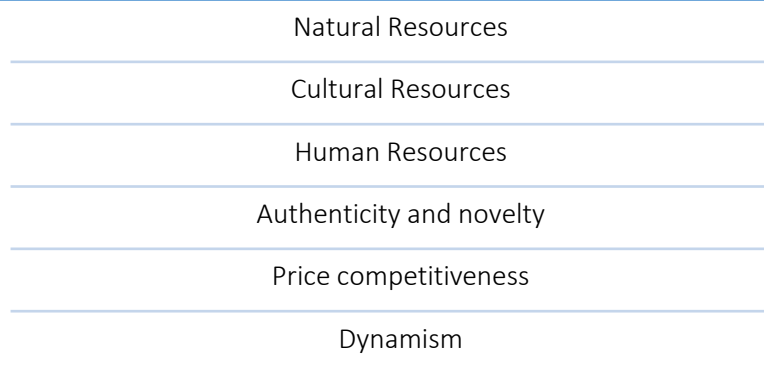 Natural Resources
Cultural Resources
Human Resources
Authenticity and novelty
Price competitiveness
Dynamism